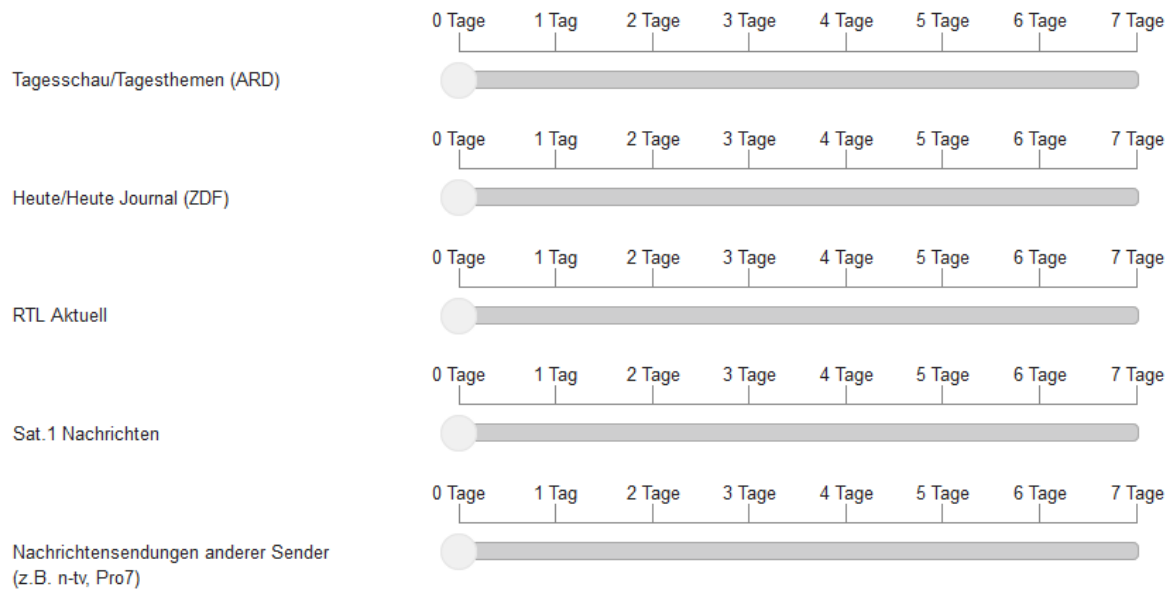 0 Tage 1 Tag 2 Tage 3 Tage 4 Tage 5 Tage 6 Tage 7 Tage
Tagesschau/Tagesthemen (ARD)
0 Tage 1 Tag 2 Tage 3 Tage 4 Tage 5 Tage 6 Tage 7 Tage
Heute/Heute Journal (ZDF)
0 Tage 1 Tag 2 Tage 3 Tage 4 Tage 5 Tage 6 Tage 7 Tage
RTL Aktuell
0 Tage 1 Tag 2 Tage 3 Tage 4 Tage 5 Tage 6 Tage 7 Tage
Sat.1 Nachrichten
0 Tage 1 Tag 2 Tage 3 Tage 4 Tage 5 Tage 6 Tage 7 Tage
Nachrichtensendungen anderer Sender
(z.B. n-tv, Pro7)